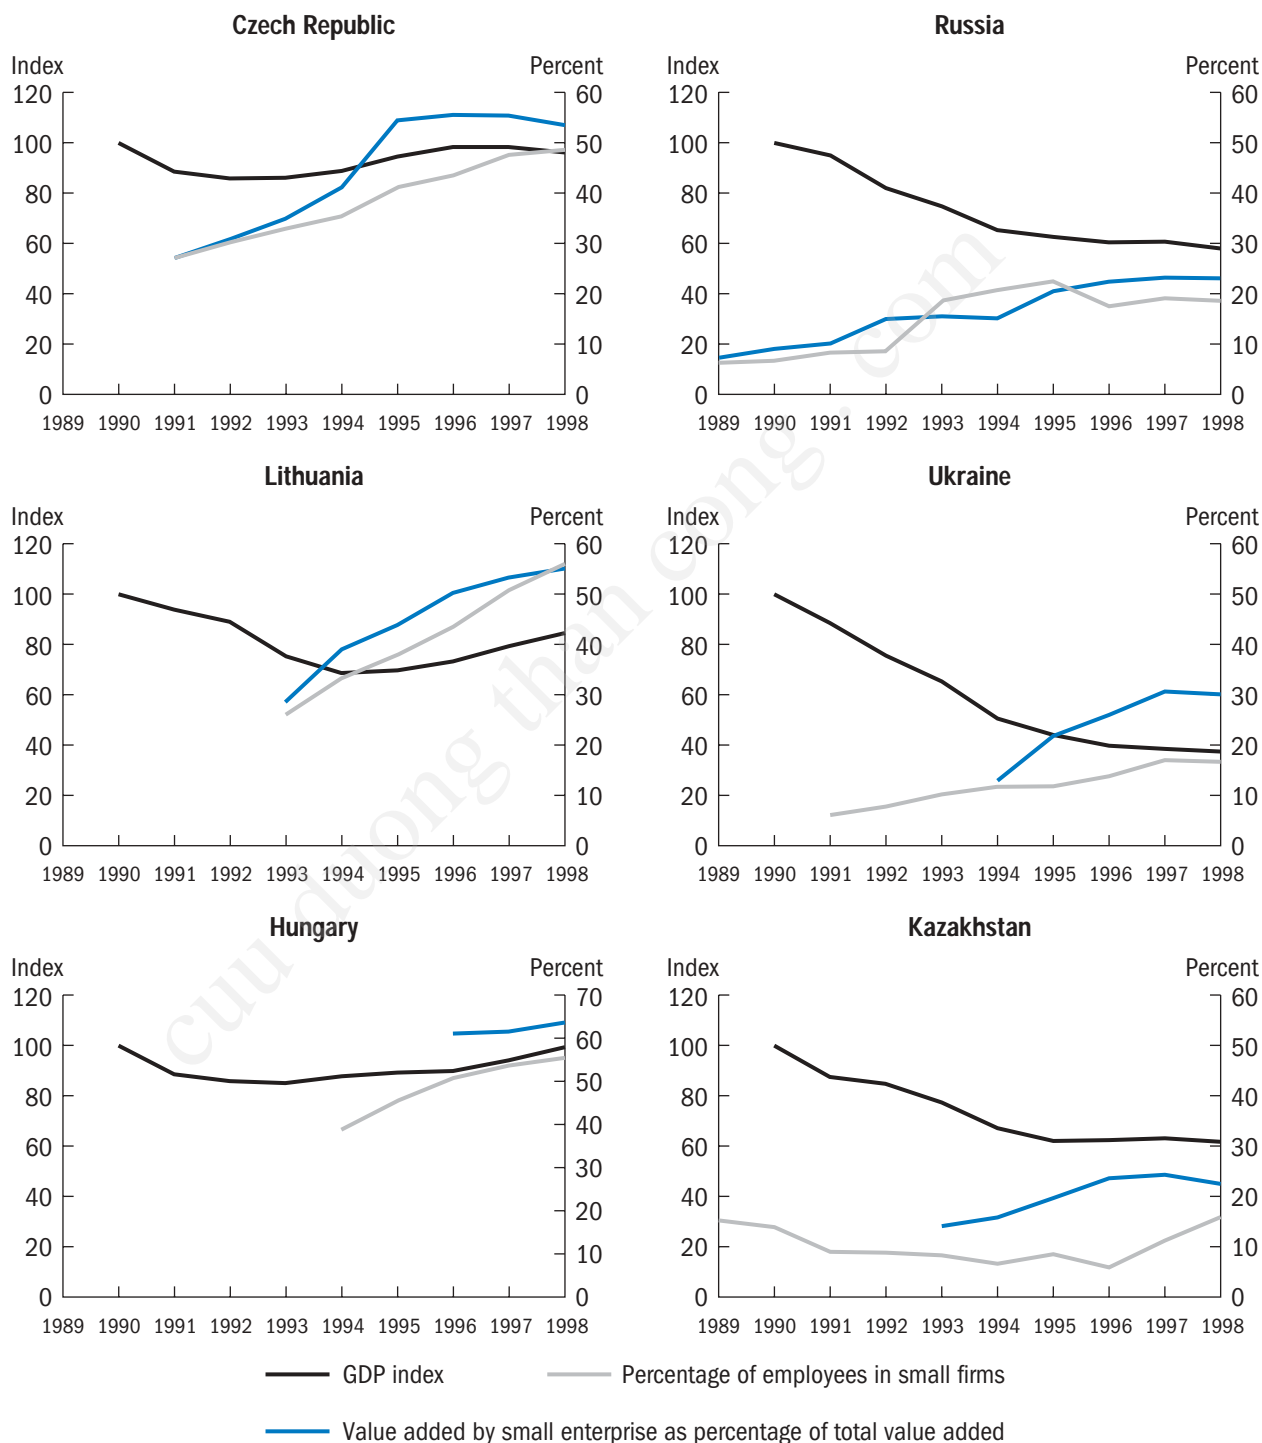 Czech Republic
Index Percent
120 60
100 50
80 40
60 30
40 20
20 10
0 0
1989 1990 1991 1992 1993 1994 1995 1996 1997 1998
Russia
Index Percent
120 60
100 50
80 40
60 30
40 20
20 10
0 0
1989 1990 1991 1992 1993 1994 1995 1996 1997 1998
Lithuania
Index Percent
120 60
100 50
80 40
60 30
40 20
20 10
0 0
1989 1990 1991 1992 1993 1994 1995 1996 1997 1998
Ukraine
Index Percent
120 60
100 50
80 40
60 30
40 20
20 10
0 0
1989 1990 1991 1992 1993 1994 1995 1996 1997 1998
Hungary
Index Percent
120 70
100 60
80 50
60 40
40 30
20 20
0 10
0
1989 1990 1991 1992 1993 1994 1995 1996 1997 1998
Kazakhstan
Index Percent
120 60
100 50
80 40
60 30
40 20
20 10
0 0
1989 1990 1991 1992 1993 1994 1995 1996 1997 1998
GDP index
Percentage of employees in small firms
Value added by small enterprise as percentage of total value added
cuu duong than cong . com